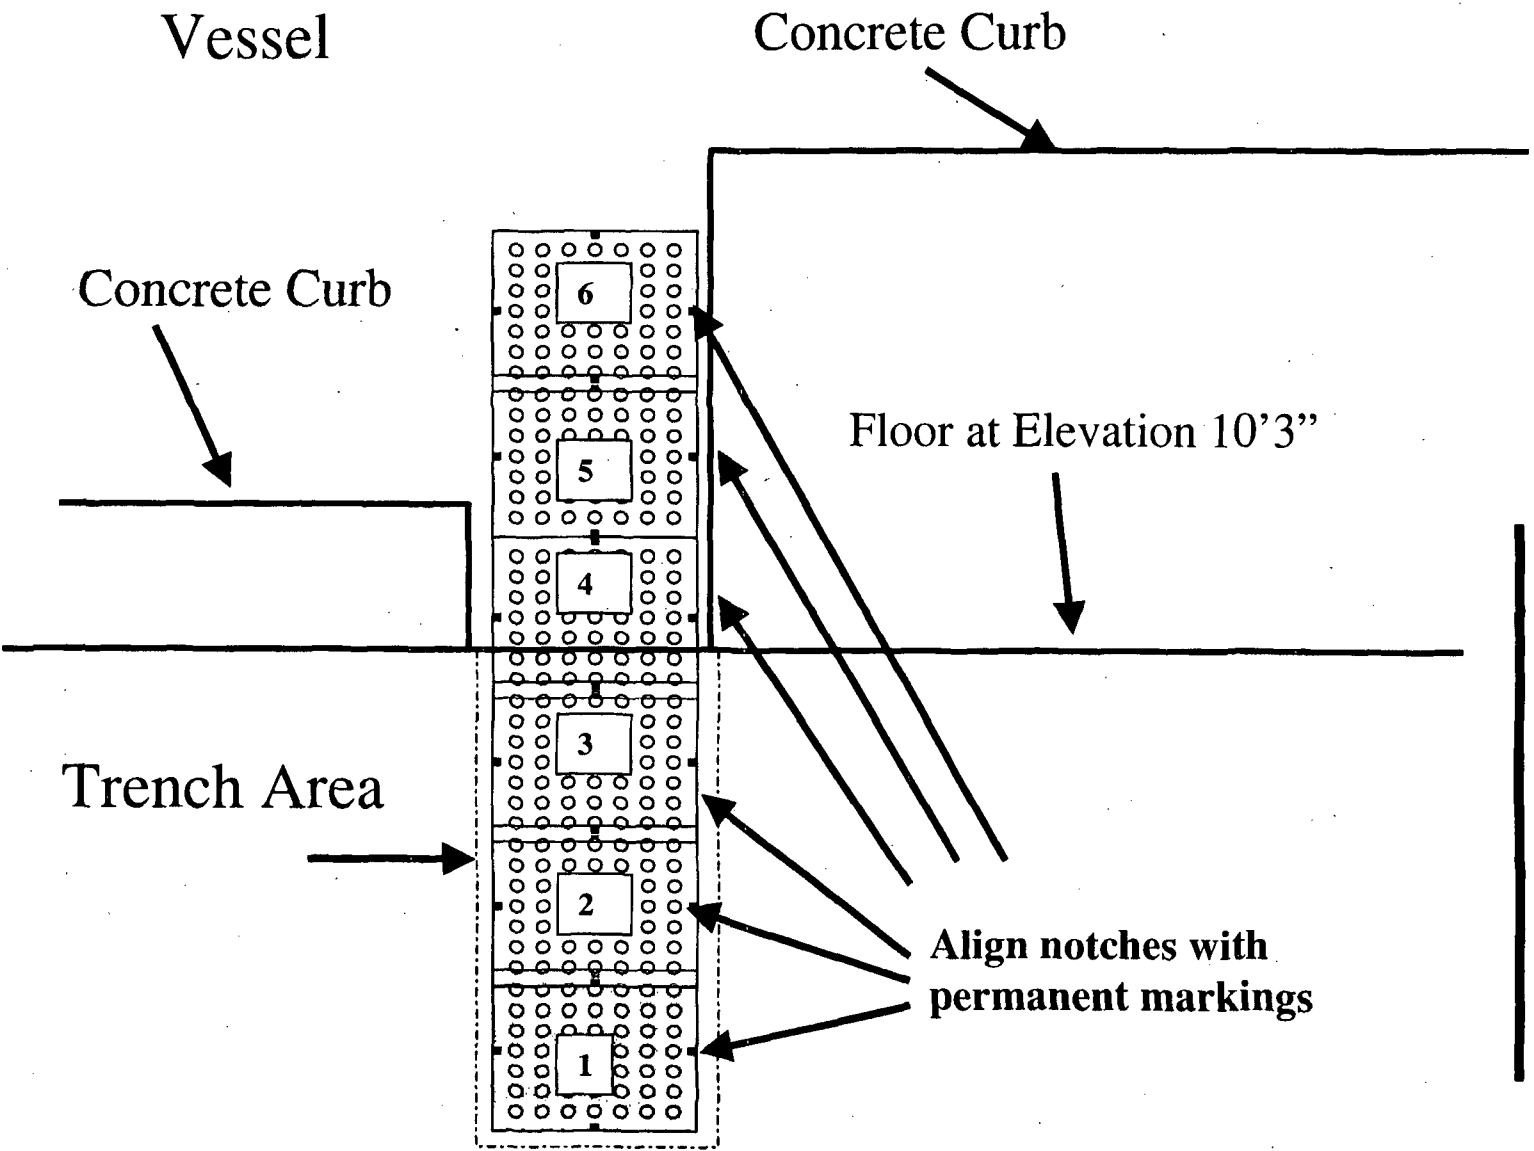 Vessel
Concrete Curb
Concrete Curb
6
Floor at Elevation 10’3”
5
4
3
Trench Area
2
Align notches with
permanent markings
1